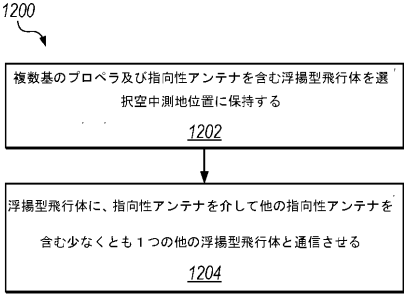 1200
複数基のプロペラ及び指向性アンテナを含む浮揚型飛行体を選
択空中測地位置に保持する
1202
浮揚型飛行体に、指向性アンテナを介して他の指向性アンテナを
含む少なくとも１つの他の浮揚型飛行体と通信させる
1204